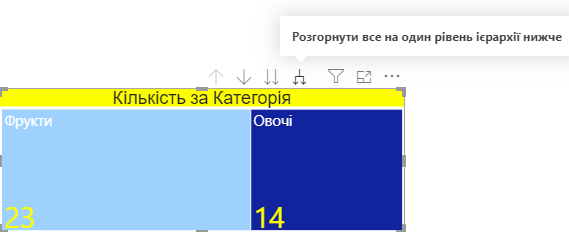 Розгорнути все на один рівень ієрархії нижче
Кількість за Категорія
Фрукти
Овочі
23
14